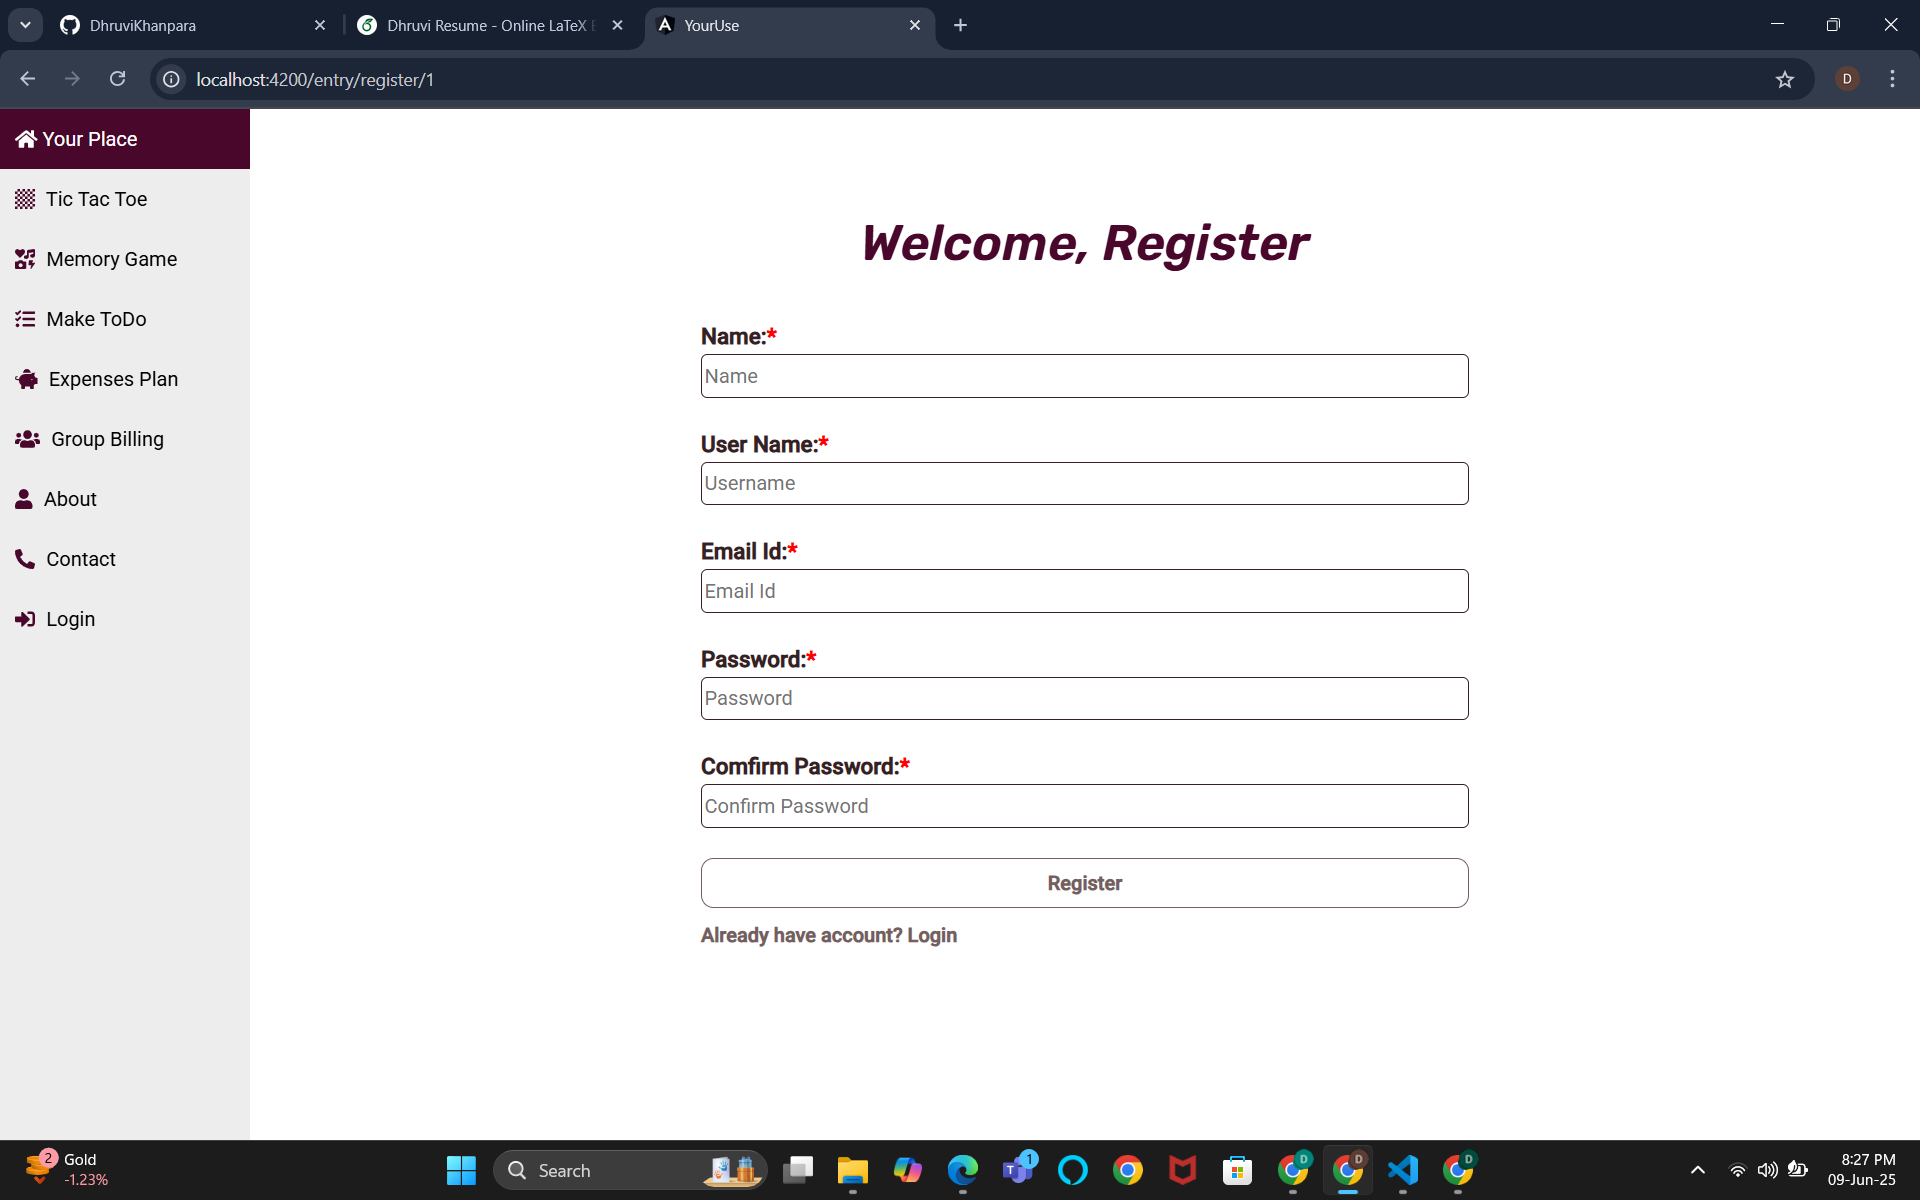 DhruviKhanpara
Dhruvi Resume - Online LaTeX E
YourUse
localhost:4200/entry/register/1
D
Your Place
Tic Tac Toe
Memory Game
Make ToDo
Expenses Plan
Group Billing
About
Contact
Login
Welcome, Register
Name:*
Name
User Name:*
Username
Email Id:*
Email Id
Password:*
Password
Comfirm Password:*
Confirm Password
Register
Already have account? Login
2
Gold
-1.23%
Search
T
1
D
D
D
8:27 PM
09-Jun-25